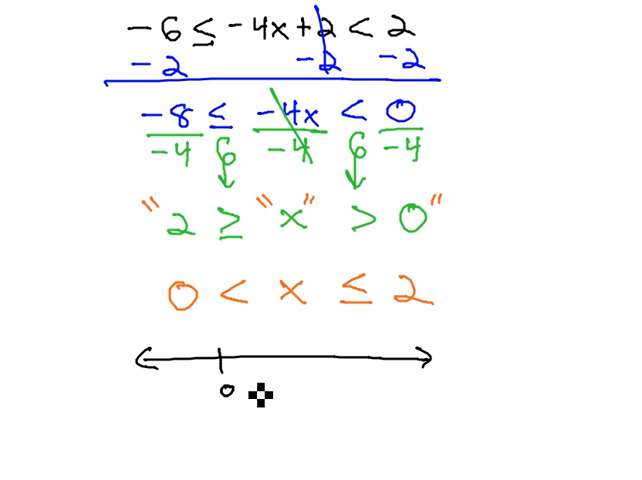 -6 ≤ -4x + 2 < 2
-2 -2 -2
-8 ≤ -4x < 0
-4 -4 -4
"2 ≥ "x" > 0"
0 < x ≤ 2
0